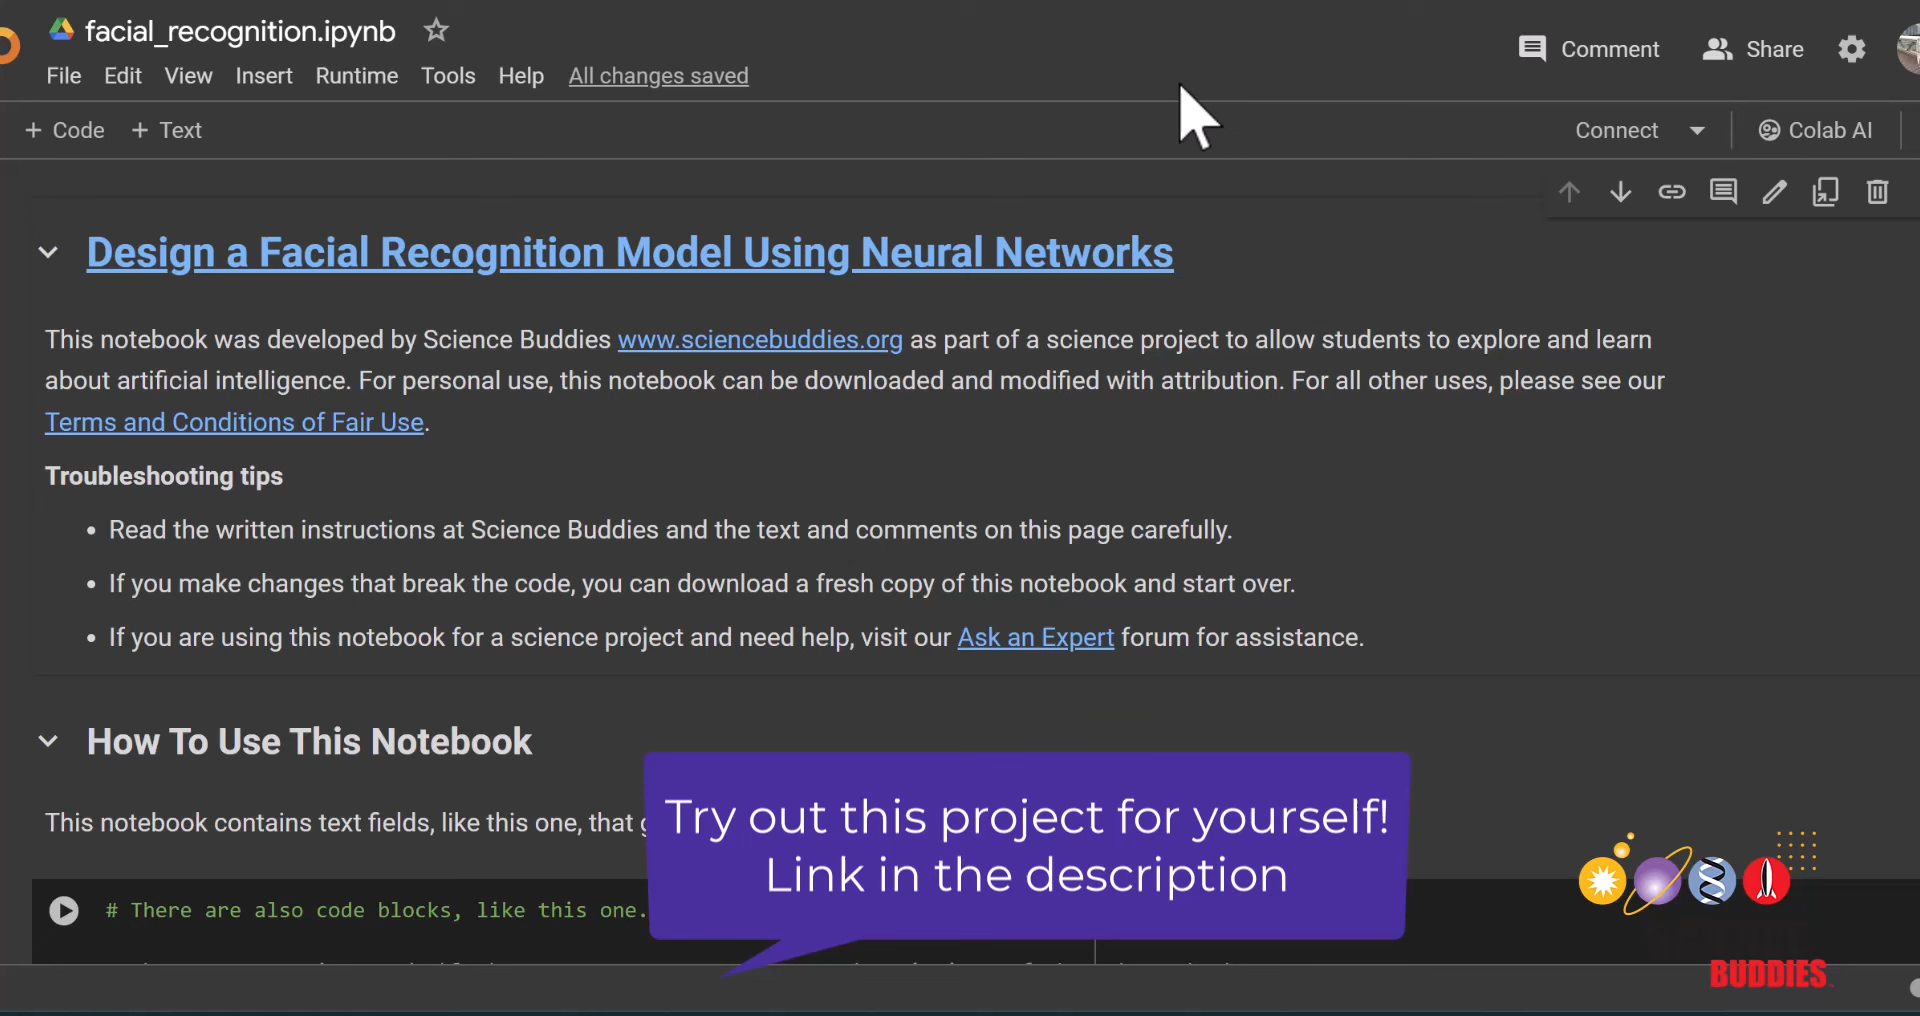 facial_recognition.ipynb
File Edit View Insert Runtime Tools Help All changes saved
Comment Share
+ Code + Text
Connect Colab AI
Design a Facial Recognition Model Using Neural Networks
This notebook was developed by Science Buddies www.sciencebuddies.org as part of a science project to allow students to explore and learn
about artificial intelligence. For personal use, this notebook can be downloaded and modified with attribution. For all other uses, please see our
Terms and Conditions of Fair Use.
Troubleshooting tips
• Read the written instructions at Science Buddies and the text and comments on this page carefully.
• If you make changes that break the code, you can download a fresh copy of this notebook and start over.
• If you are using this notebook for a science project and need help, visit our Ask an Expert forum for assistance.
How To Use This Notebook
This notebook contains text fields, like this one, that
Try out this project for yourself!
Link in the description
# There are also code blocks, like this one.
BUDDIES